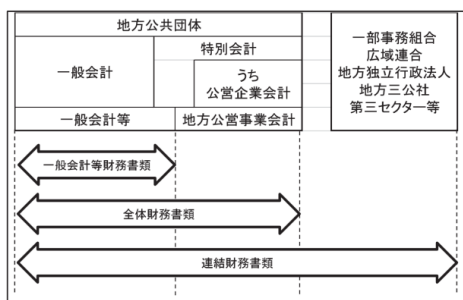 地方公共団体
一般会計
特別会計
うち
公営企業会計
一般会計等
地方公営事業会計
一部事務組合
広域連合
地方独立行政法人
地方三公社
第三セクター等
一般会計等財務書類
全体財務書類
連結財務書類